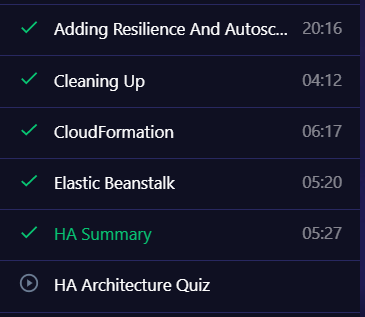 Adding Resilience And Autosc... 20:16
Cleaning Up 04:12
CloudFormation 06:17
Elastic Beanstalk 05:20
HA Summary 05:27
HA Architecture Quiz